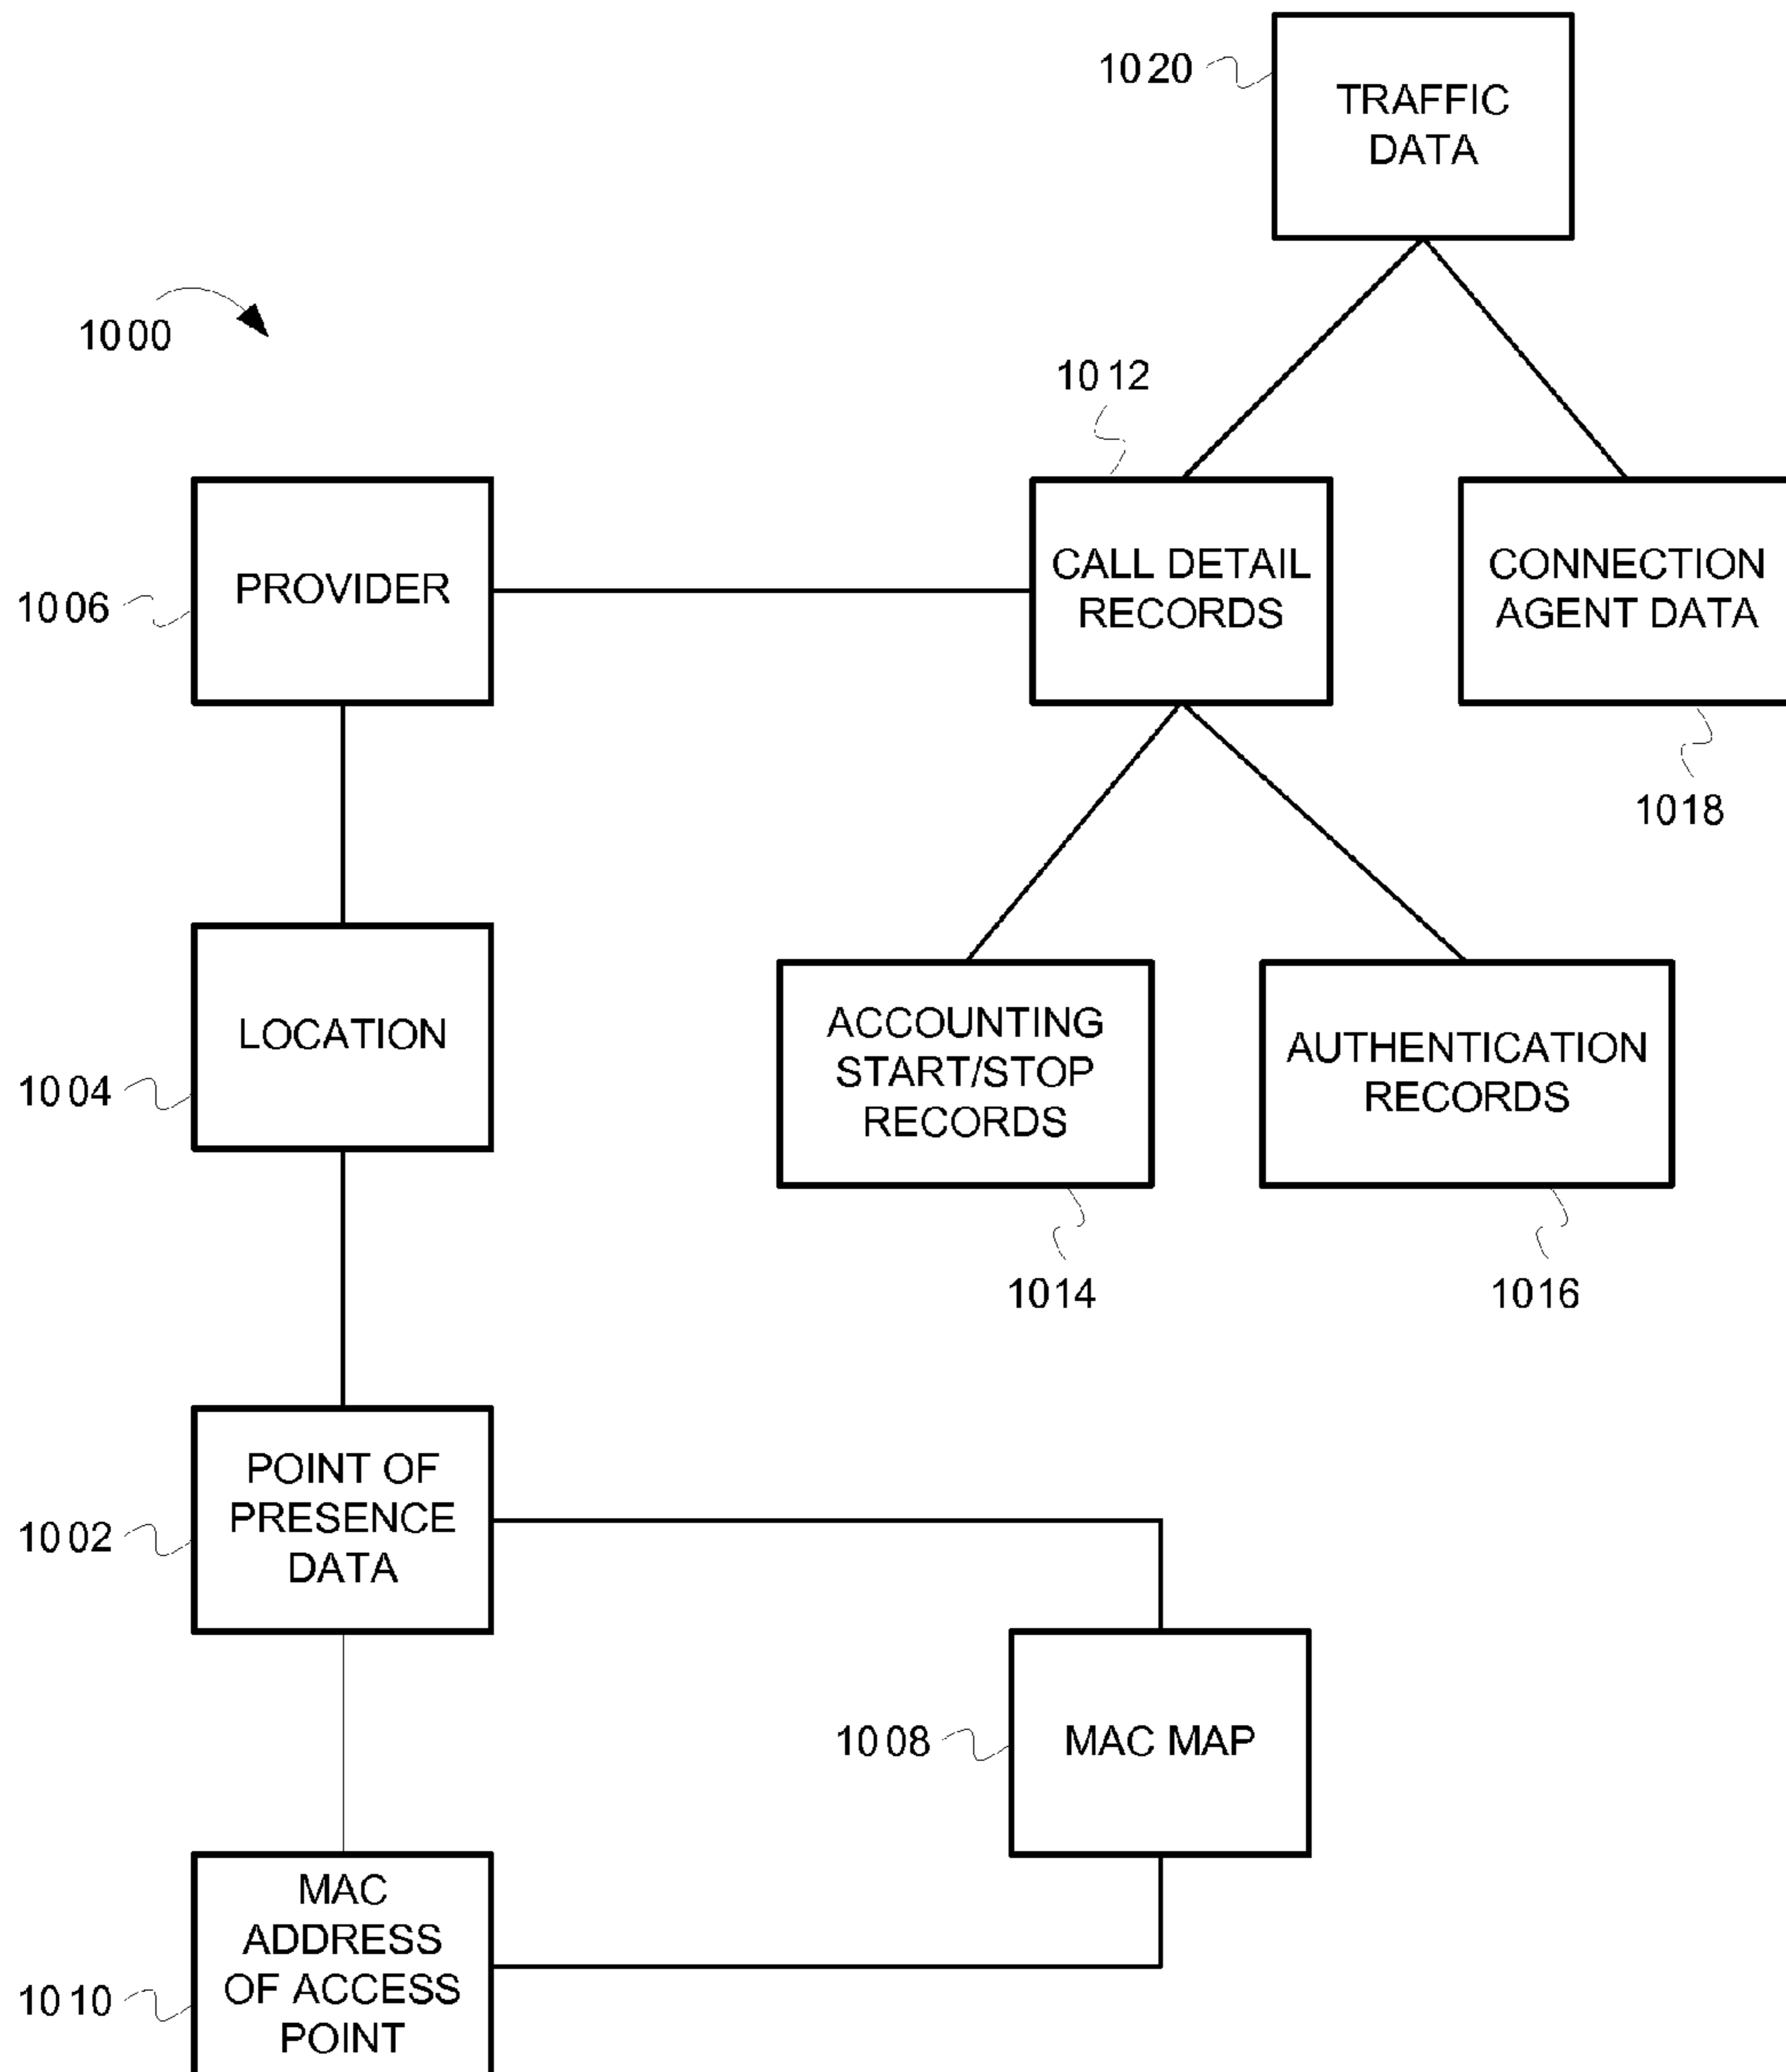 1020
TRAFFIC
DATA
1000
1012
1006
PROVIDER
CALL DETAIL
RECORDS
CONNECTION
AGENT DATA
1018
1004
LOCATION
ACCOUNTING
START/STOP
RECORDS
AUTHENTICATION
RECORDS
1014
1016
1002
POINT OF
PRESENCE
DATA
1008
MAC MAP
1010
MAC
ADDRESS
OF ACCESS
POINT